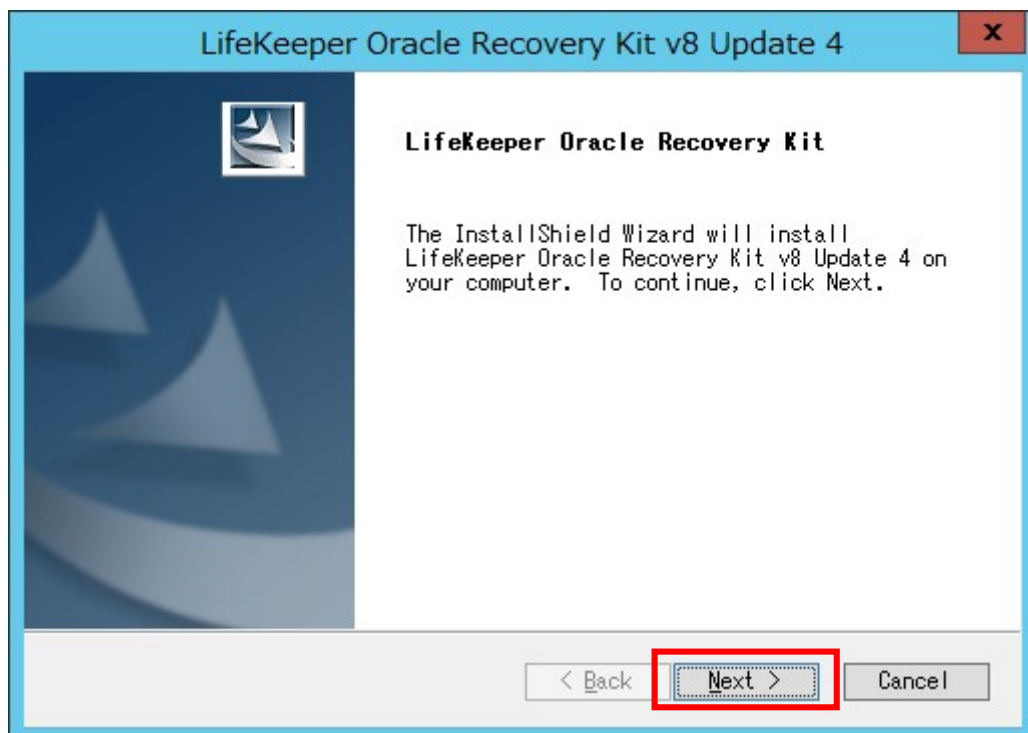 LifeKeeper Oracle Recovery Kit v8 Update 4
x
LifeKeeper Oracle Recovery Kit
The InstallShield Wizard will install
LifeKeeper Oracle Recovery Kit v8 Update 4 on
your computer.  To continue, click Next.
< Back
Next >
Cancel